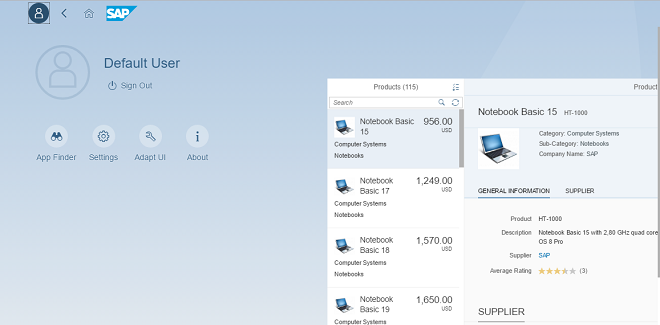 SAP
Default User
Sign Out
App Finder
Settings
Adapt UI
About
Products (115)
Search
Notebook Basic 15
956.00
USD
Computer Systems
Notebooks
Notebook Basic 17
1,249.00
USD
Computer Systems
Notebooks
Notebook Basic 18
1,570.00
USD
Computer Systems
Notebooks
Notebook Basic 19
1,650.00
USD
Product
Notebook Basic 15 HT-1000
Category: Computer Systems
Sub-Category: Notebooks
Company Name: SAP
GENERAL INFORMATION SUPPLIER
Product HT-1000
Description Notebook Basic 15 with 2,80 GHz quad core
OS 8 Pro
Supplier SAP
Average Rating (3)
SUPPLIER